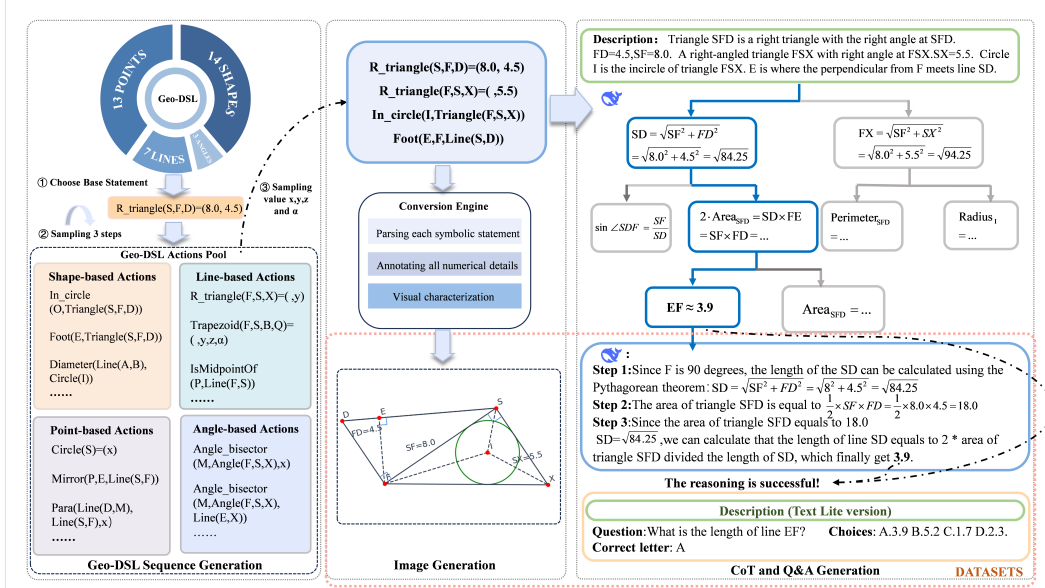 13 POINTS
14 SHAPES
7 LINES
3 ANGLES
Geo-DSL
① Choose Base Statement
R_triangle(S,F,D)=(8.0, 4.5)
② Sampling 3 steps
③ Sampling
value x,y,z
and α
Geo-DSL Actions Pool
Shape-based Actions
In_circle
(O,Triangle(S,F,D))
Foot(E,Triangle(S,F,D))
Diameter(Line(A,B),
Circle(I))
......
Line-based Actions
R_triangle(F,S,X)=( ,y)
Trapezoid(F,S,B,Q)=
( ,y,z,α)
IsMidpointOf
(P,Line(F,S))
......
Point-based Actions
Circle(S)=(x)
Mirror(P,E,Line(S,F))
Para(Line(D,M),
Line(S,F),x)
......
Angle-based Actions
Angle_bisector
(M,Angle(F,S,X),x)
Angle_bisector
(M,Angle(F,S,X),
Line(E,X))
......
Geo-DSL Sequence Generation
R_triangle(S,F,D)=(8.0, 4.5)
R_triangle(F,S,X)=( ,5.5)
In_circle(I,Triangle(F,S,X))
Foot(E,F,Line(S,D))
Conversion Engine
Parsing each symbolic statement
Annotating all numerical details
Visual characterization
D
E
S
FD=4.5
SF=8.0
SX=5.5
I
F
X
Image Generation
Description: Triangle SFD is a right triangle with the right angle at SFD.
FD=4.5,SF=8.0. A right-angled triangle FSX with right angle at FSX.SX=5.5. Circle
I is the incircle of triangle FSX. E is where the perpendicular from F meets line SD.
SD = √SF² + FD²
= √8.0² + 4.5² = √84.25
FX = √SF² + SX²
= √8.0² + 5.5² = √94.25
sin ∠SDF = SF/SD
2·Area_SFD = SD×FE
= SF×FD = ...
Perimeter_SFD
= ...
Radius_I
= ...
EF ≈ 3.9
Area_SFD = ...
:
Step 1:Since F is 90 degrees, the length of the SD can be calculated using the
Pythagorean theorem: SD = √SF² + FD² = √8² + 4.5² = √84.25
Step 2:The area of triangle SFD is equal to 1/2 × SF × FD = 1/2 × 8.0 × 4.5 = 18.0
Step 3:Since the area of triangle SFD equals to 18.0
SD=√84.25 ,we can calculate that the length of line SD equals to 2 * area of
triangle SFD divided the length of SD, which finally get 3.9.
The reasoning is successful!
Description (Text Lite version)
Question:What is the length of line EF? Choices: A.3.9 B.5.2 C.1.7 D.2.3.
Correct letter: A
CoT and Q&A Generation
DATASETS